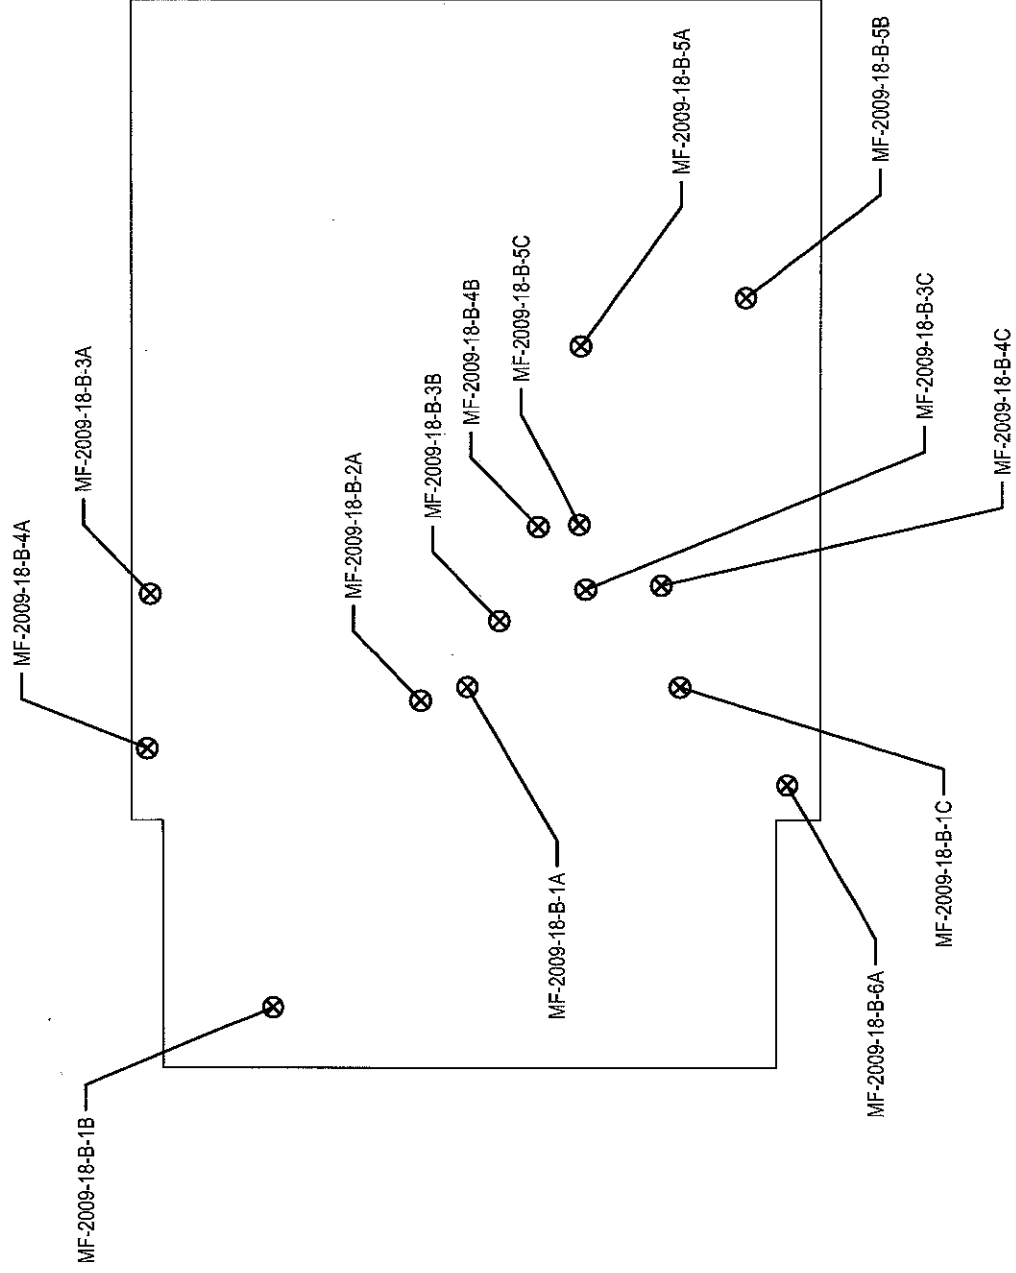 MF-2009-18-B-4A
MF-2009-18-B-3A
MF-2009-18-B-2A
MF-2009-18-B-3B
MF-2009-18-B-4B
MF-2009-18-B-5C
MF-2009-18-B-5A
MF-2009-18-B-5B
MF-2009-18-B-3C
MF-2009-18-B-4C
MF-2009-18-B-1B
MF-2009-18-B-1A
MF-2009-18-B-6A
MF-2009-18-B-1C